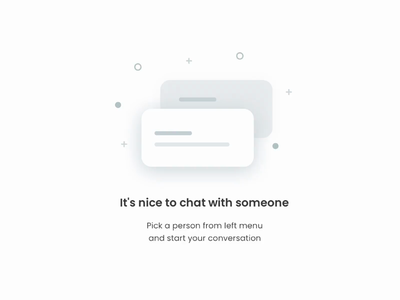 It's nice to chat with someone
Pick a person from left menu
and start your conversation